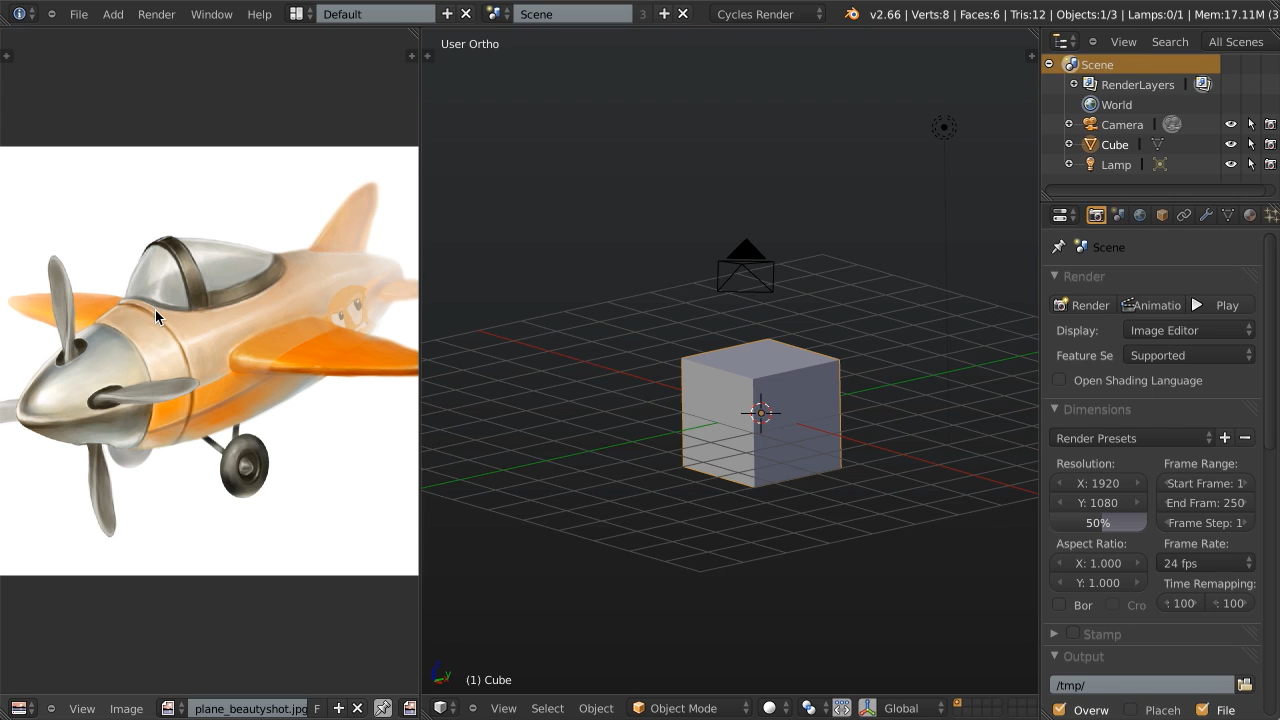 File Add Render Window Help Default Scene 3 Cycles Render v2.66 | Verts:8 | Faces:6 | Tris:12 | Objects:1/3 | Lamps:0/1 | Mem:17.11M (3
User Ortho
View Search All Scenes
Scene
RenderLayers
World
Camera
Cube
Lamp
Scene
Render
Render Animatio Play
Display: Image Editor
Feature Se Supported
Open Shading Language
Dimensions
Render Presets
Resolution: Frame Range:
X: 1920 Start Frame: 1
Y: 1080 End Fram: 250
50% Frame Step: 1
Aspect Ratio: Frame Rate:
X: 1.000 24 fps
Y: 1.000 Time Remapping:
Bor Cro : 100 : 100
Stamp
Output
/tmp/
Overw Placeh File
y
(1) Cube
View Image plane_beautyshot.jpg F
View Select Object Object Mode Global